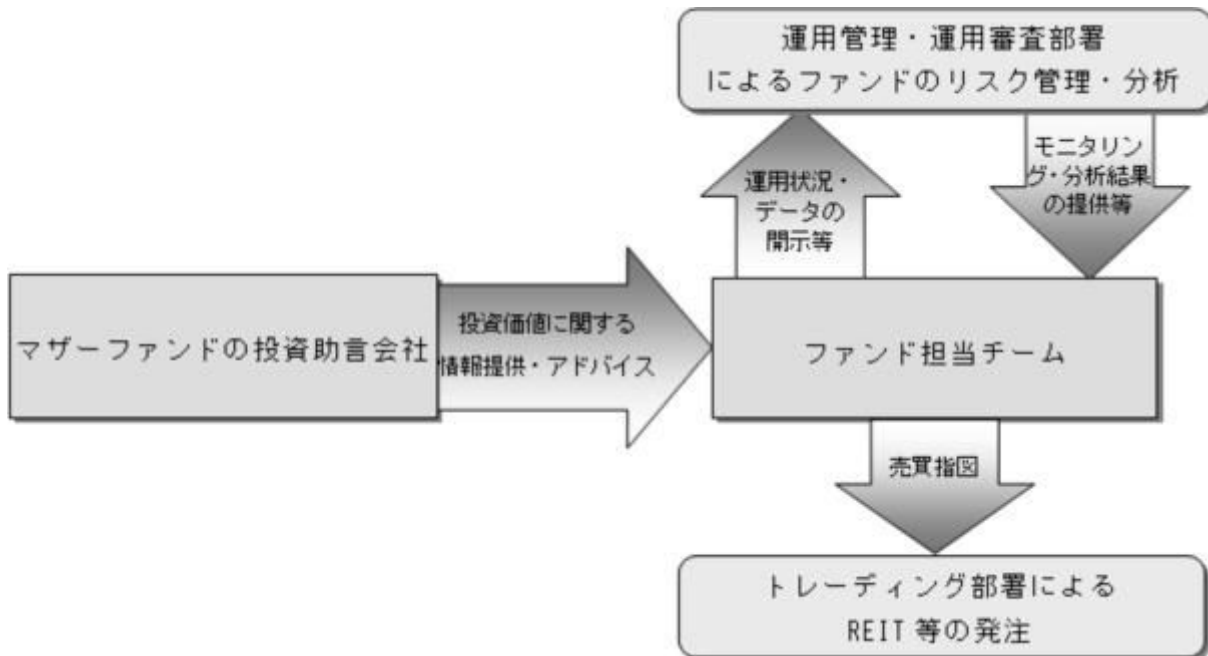 運用管理・運用審査部署
によるファンドのリスク管理・分析
運用状況・
データの
開示等
モニタリン
グ・分析結果
の提供等
マザーファンドの投資助言会社
投資価値に関する
情報提供・アドバイス
ファンド担当チーム
売買指図
トレーディング部署による
REIT等の発注